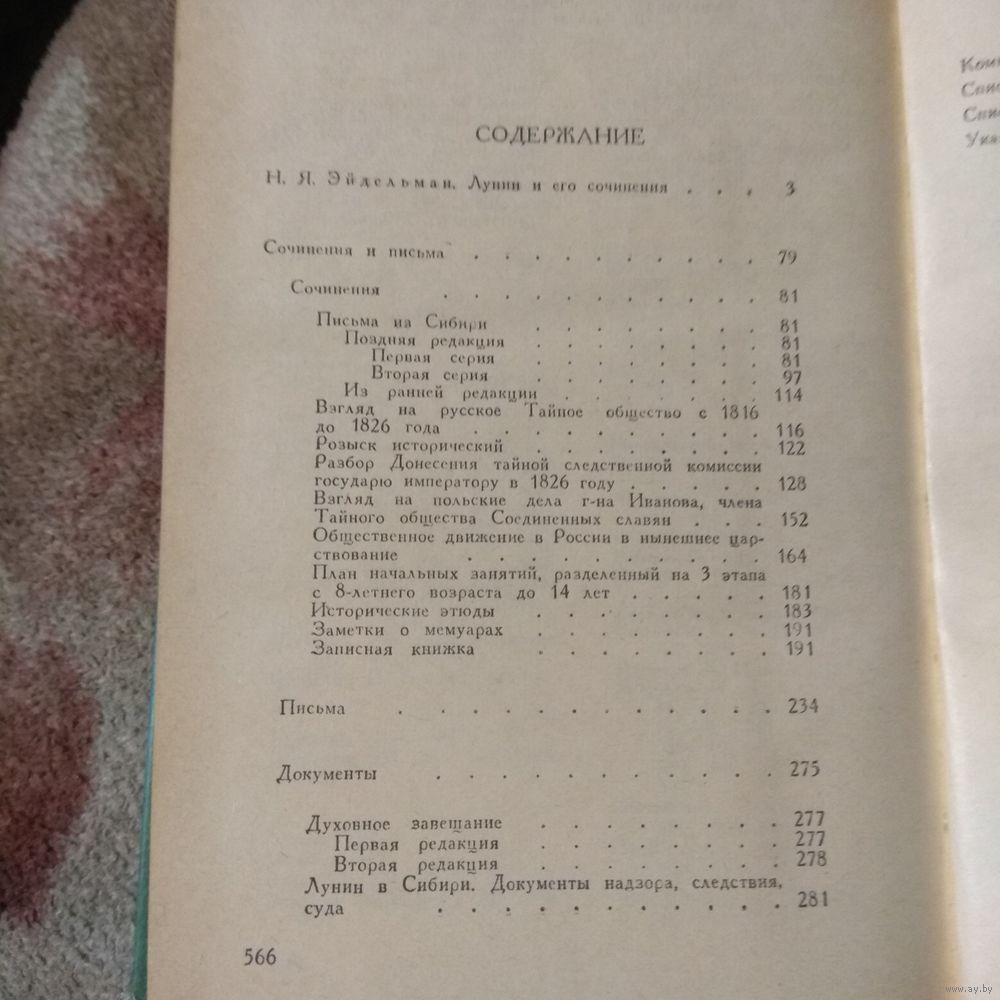 СОДЕРЖАНИЕ
Н. Я. Эйдельман. Лунин и его сочинения . . . 3
Сочинения и письма . . . . . . . . . . 79
Сочинения . . . . . . . . . 81
Письма из Сибири . . . . . . . 81
Поздняя редакция . . . . . . . 81
Первая серия . . . . . . . 81
Вторая серия . . . . . . . 97
Из ранней редакции . . . . . . 114
Взгляд на русское Тайное общество с 1816
до 1826 года . . . . . . . . . 116
Розыск исторический . . . . . . . 122
Разбор Донесения тайной следственной комиссии
государю императору в 1826 году . . . . . 128
Взгляд на польские дела г-на Иванова, члена
Тайного общества Соединенных славян . . . 152
Общественное движение в России в нынешнее цар-
ствование . . . . . . . . . 164
План начальных занятий, разделенный на 3 этапа
с 8-летнего возраста до 14 лет . . . . . 181
Исторические этюды . . . . . . . 183
Заметки о мемуарах . . . . . . . 191
Записная книжка . . . . . . . 191
Письма . . . . . . . . . . . 234
Документы . . . . . . . . . . 275
Духовное завещание . . . . . . . 277
Первая редакция . . . . . . . 277
Вторая редакция . . . . . . . 278
Лунин в Сибири. Документы надзора, следствия,
суда . . . . . . . . . . 281
566
www.ay.by